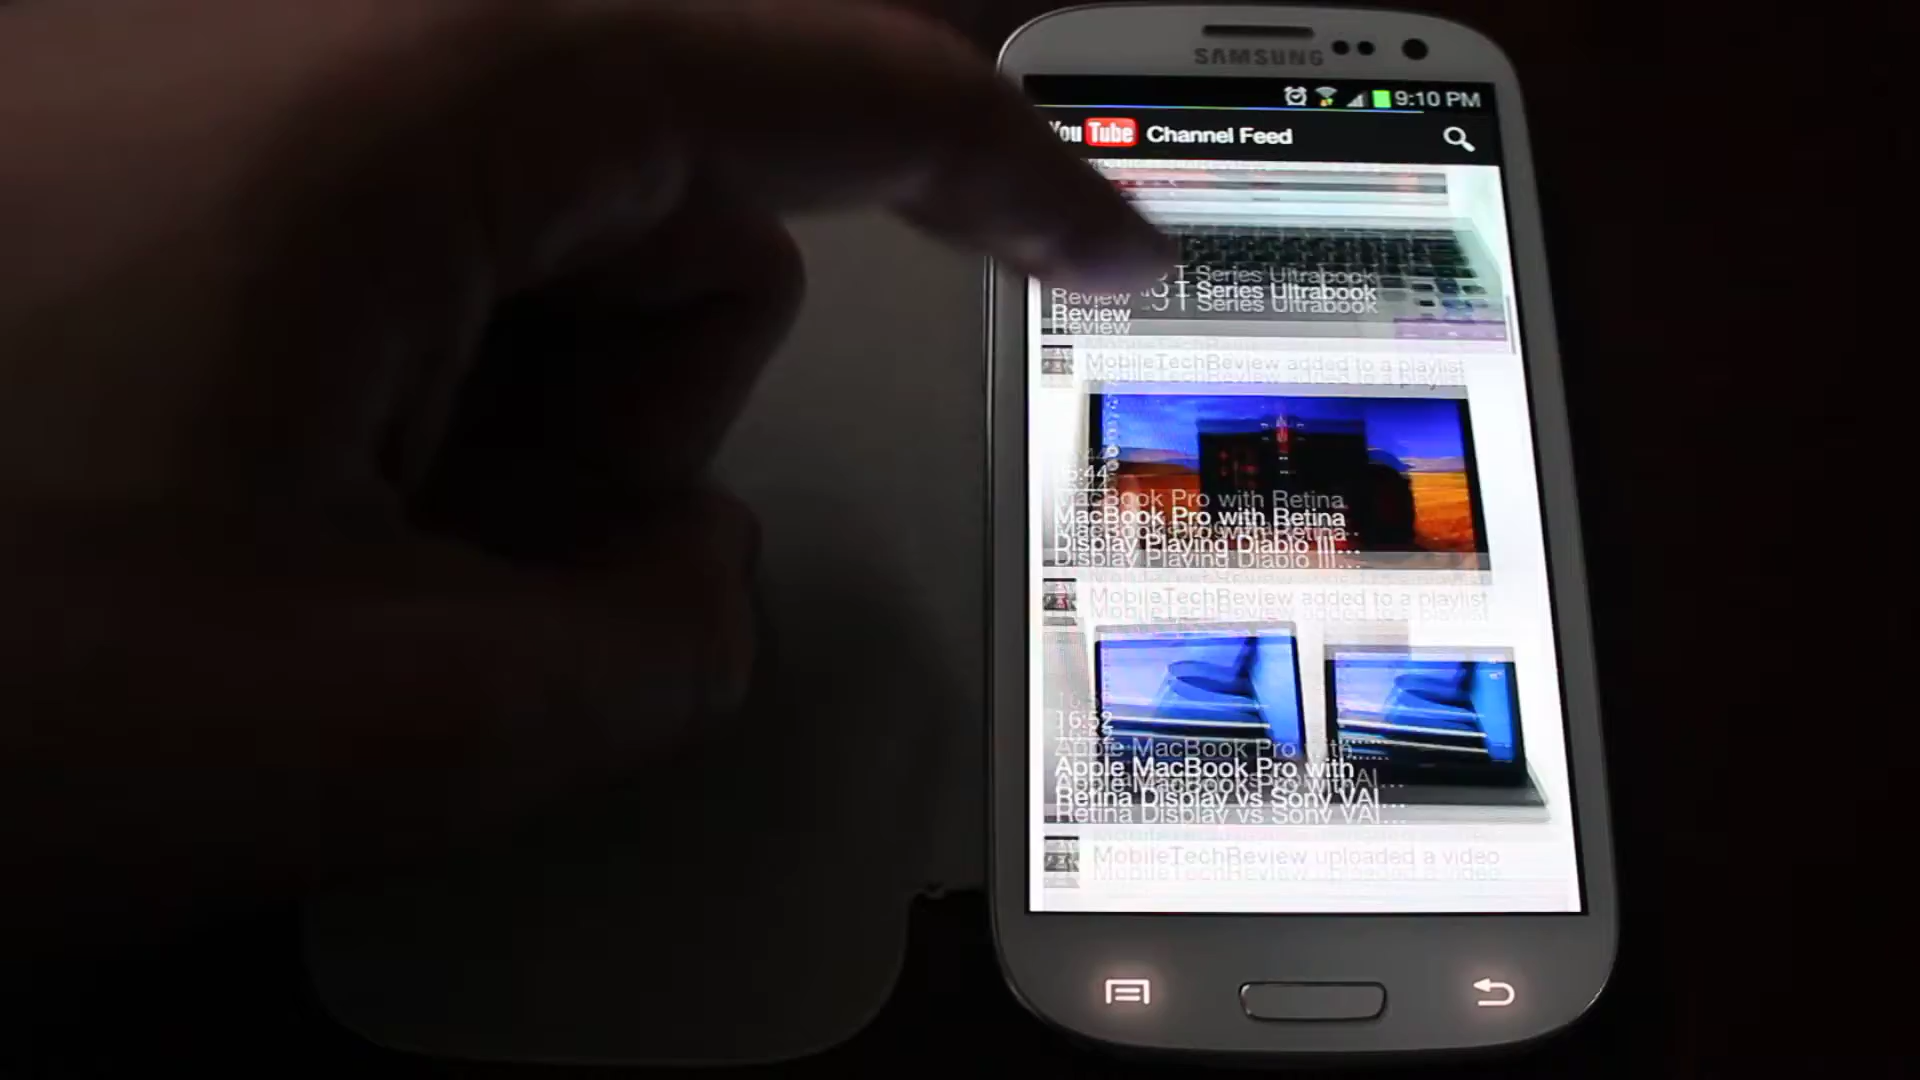 SAMSUNG
9:10 PM
YouTube Channel Feed
T Series Ultrabook
Review
MobileTechReview added to a playlist
MacBook Pro with Retina
Display Playing Diablo III...
MobileTechReview added to a playlist
16:52
Apple MacBook Pro with
Retina Display vs Sony VAI...
MobileTechReview uploaded a video